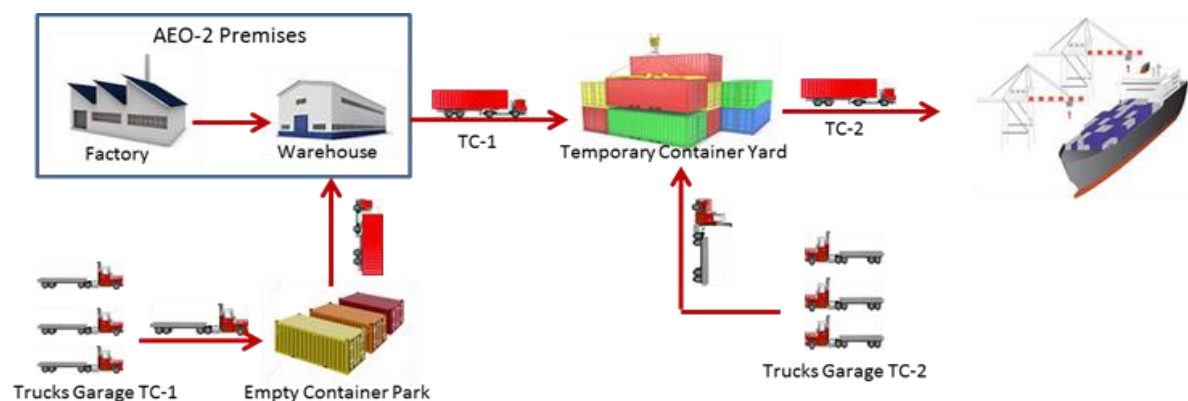 AEO-2 Premises
Factory
Warehouse
TC-1
Temporary Container Yard
TC-2
Trucks Garage TC-1
Empty Container Park
Trucks Garage TC-2